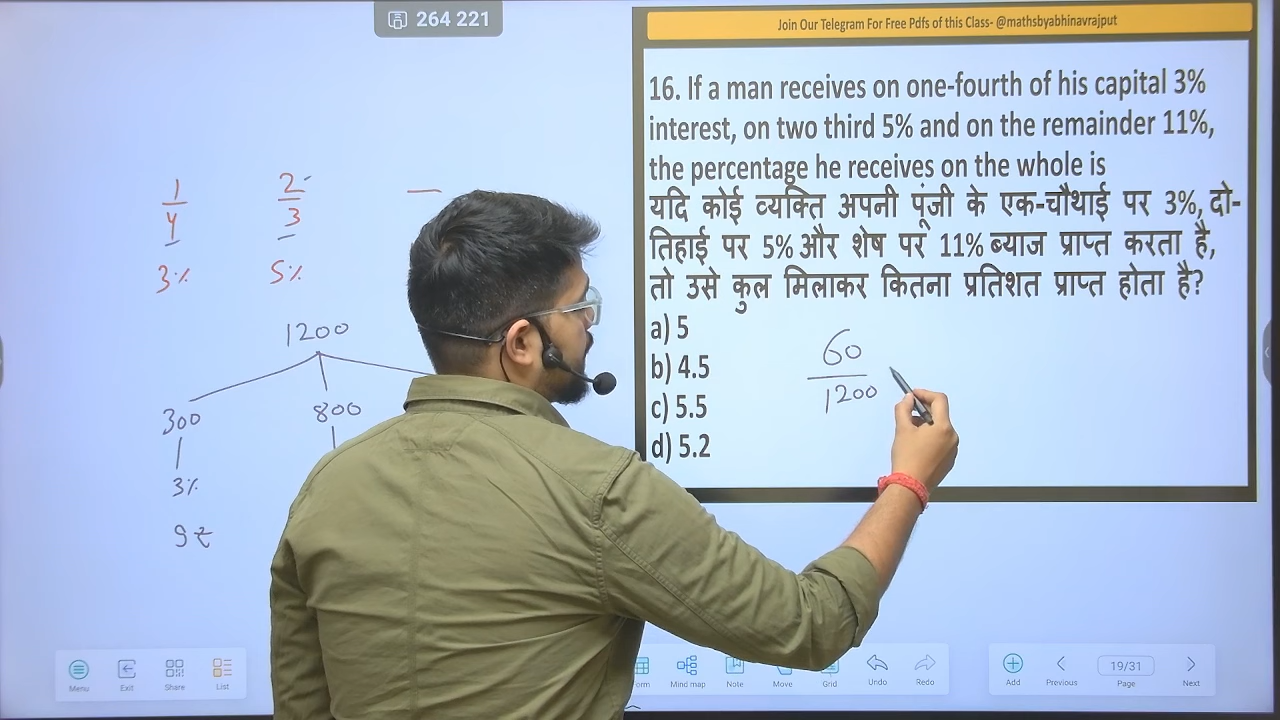 264 221
Join Our Telegram For Free Pdfs of this Class- @mathsbyabhinavrajput
16. If a man receives on one-fourth of his capital 3%
interest, on two third 5% and on the remainder 11%,
the percentage he receives on the whole is
यदि कोई व्यक्ति अपनी पूंजी के एक-चौथाई पर 3%, दो-
तिहाई पर 5% और शेष पर 11% ब्याज प्राप्त करता है,
तो उसे कुल मिलाकर कितना प्रतिशत प्राप्त होता है?
a) 5
b) 4.5
c) 5.5
d) 5.2
60
1200
1 2
4 3
3% 5%
1200
300 800
3%
9₹
Menu Exit Share List
Mind map Note Move Grid Undo Redo
Add Previous 19/31 Page Next